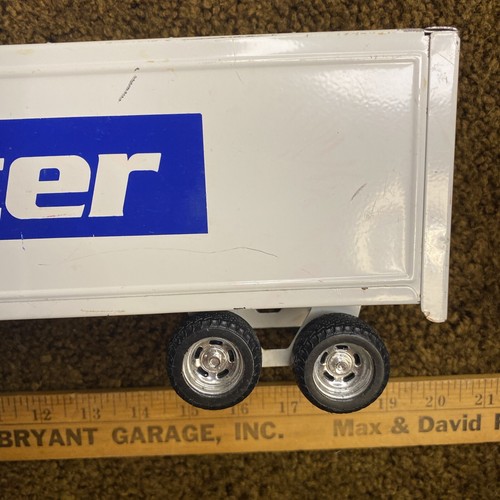 ter
12 13 14 15 16 17 18 19 20 21
BRYANT GARAGE, INC. Max & David